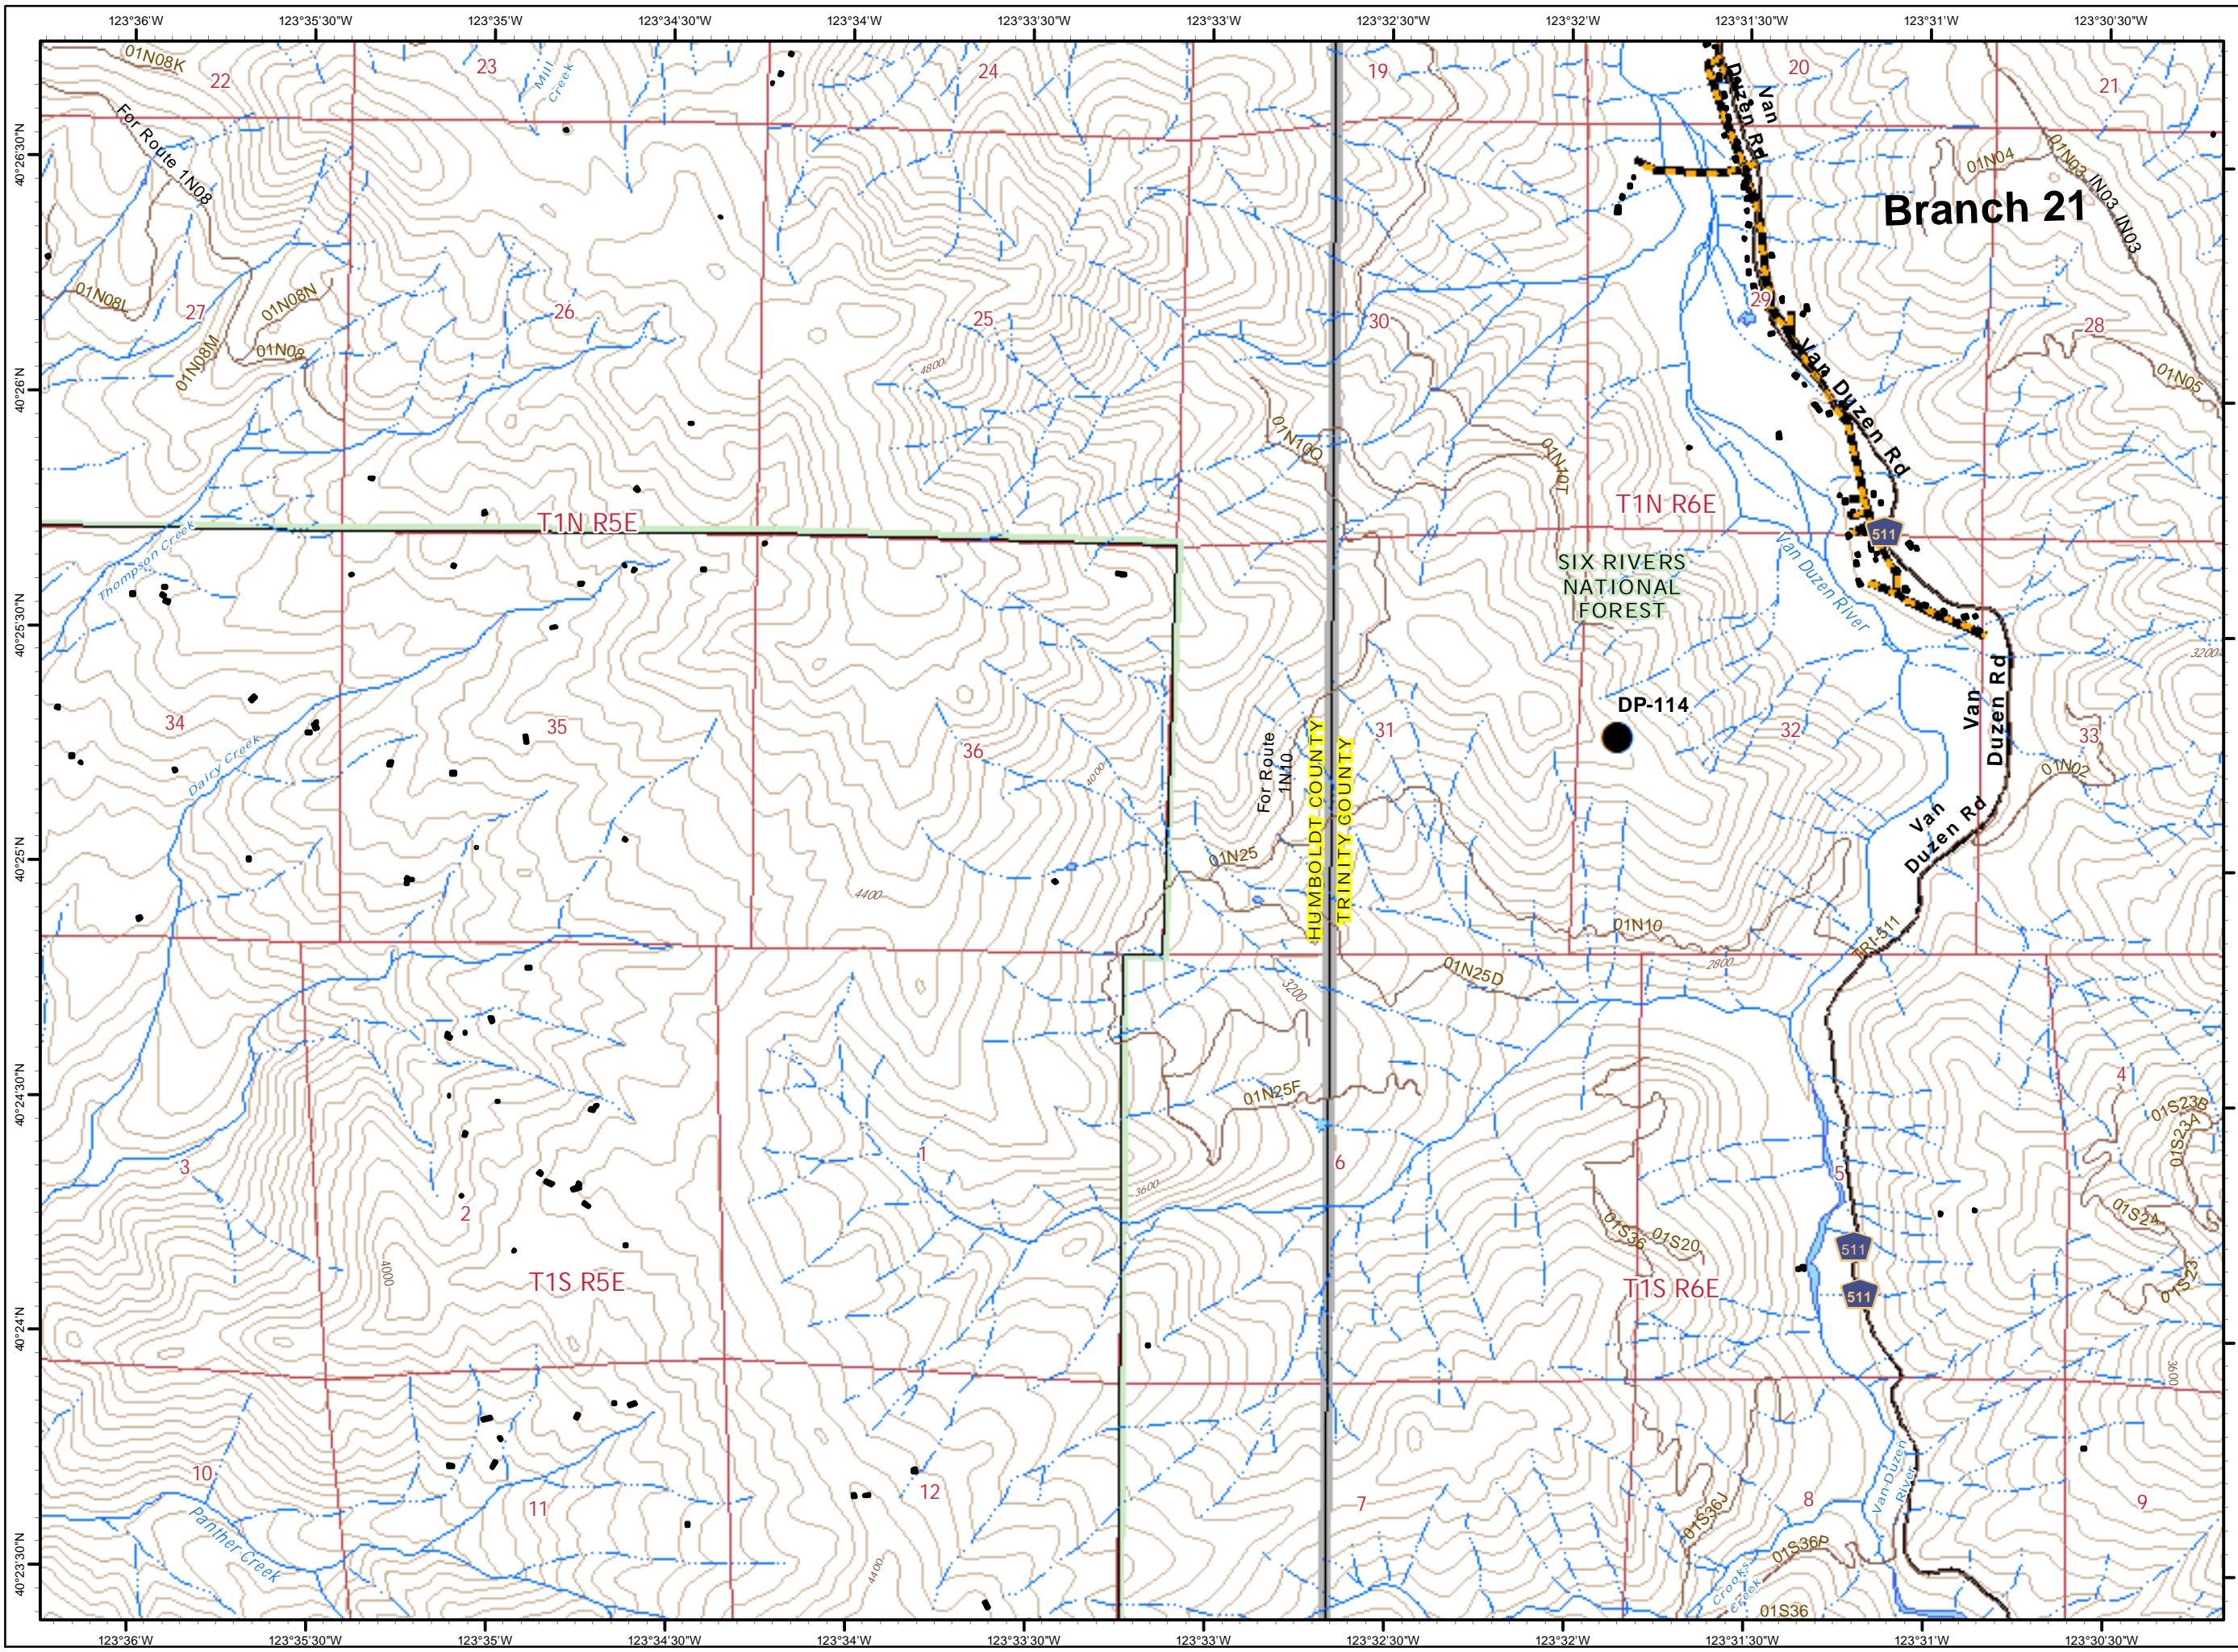 123°36'W 123°35'30"W 123°35'W 123°34'30"W 123°34'W 123°33'30"W 123°33'W 123°32'30"W 123°32'W 123°31'30"W 123°31'W 123°30'30"W
01N08K
22
23
Mill
Creek
24
19
Van
Duzen Rd
20
21
40°26'30"N
For Route 1N08
01N04
01N03
IN03 IN03
Branch 21
01N08L
27
01N08N
26
25
30
29
28
01N08M
01N08
4800
40°26'N
Van Duzen Rd
01N05
01N10Q
01N10T
T1N R5E
T1N R6E
511
Thompson Creek
SIX RIVERS
NATIONAL
FOREST
Van Duzen River
40°25'30"N
3200
Van
Duzen Rd
DP-114
34
35
36
31
32
33
Dairy Creek
4000
For Route
1N10
HUMBOLDT COUNTY
TRINITY COUNTY
01N02
Van
Duzen Rd
40°25'N
01N25
4400
01N10
TRI-511
2800
01N25D
3200
40°24'30"N
01N25F
4
01S23B
01S23A
3
1
6
5
3600
2
01S36
01S20
01S24
511
4000
T1S R5E
T1S R6E
511
01S23
40°24'N
3600
10
11
12
7
8
9
Van Duzen
River
01S36J
Panther Creek
01S36P
40°23'30"N
4400
Crooks
Creek
01S36
123°36'W 123°35'30"W 123°35'W 123°34'30"W 123°34'W 123°33'30"W 123°33'W 123°32'30"W 123°32'W 123°31'30"W 123°31'W 123°30'30"W